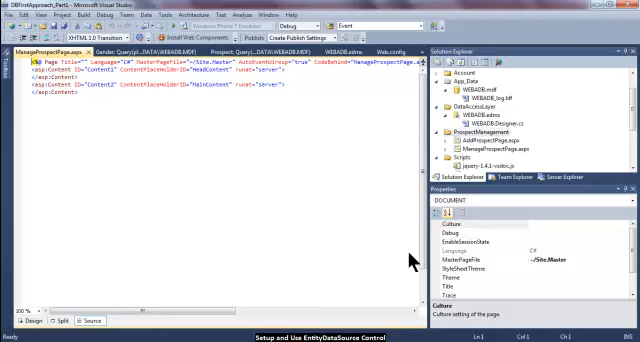 DBFirstApproach_Part1 - Microsoft Visual Studio
File Edit View Project Build Debug Team Data Tools Architecture Test Analyze Window Help
Debug Event
XHTML 1.0 Transition Install Web Components Publish: Create Publish Settings
ManageProspectPage.aspx Gender: Query(pl...DATA\WEBADB.MDF) Prospect: Query(pl...DATA\WEBADB.MDF) WEBADB.edmx Web.config
Toolbox
<%@ Page Title="" Language="C#" MasterPageFile="~/Site.Master" AutoEventWireup="true" CodeBehind="ManageProspectPage.a
<asp:Content ID="Content1" ContentPlaceHolderID="HeadContent" runat="server">
</asp:Content>
<asp:Content ID="Content2" ContentPlaceHolderID="MainContent" runat="server">
</asp:Content>
100 %
Design Split Source
Solution Explorer
Account
App_Data
WEBADB.mdf
WEBADB_log.ldf
DataAccessLayer
WEBADB.edmx
WEBADB.Designer.cs
ProspectManagement
AddProspectPage.aspx
ManageProspectPage.aspx
Scripts
jquery-1.4.1-vsdoc.js
Solution Explorer Team Explorer Server Explorer
Properties
DOCUMENT
Culture
Debug
EnableSessionState
Language C#
MasterPageFile ~/Site.Master
StyleSheetTheme
Theme
Title
Trace
Culture
Culture setting of the page.
Ready Ln 1 Col 1 Ch 1 INS
Setup and Use EntityDataSource Control